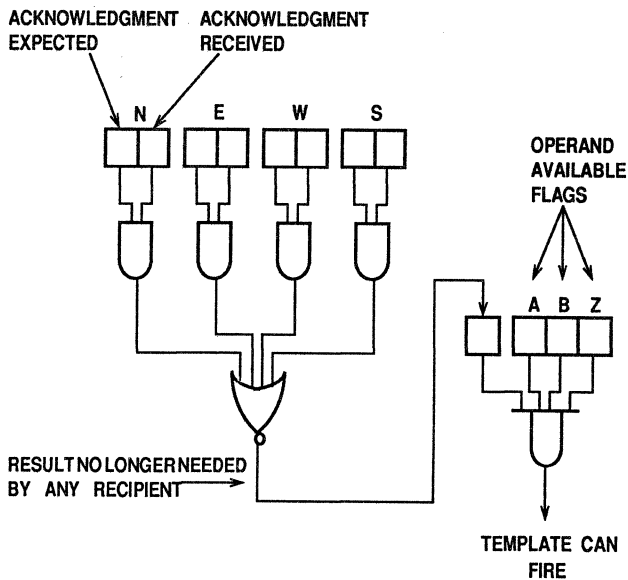 ACKNOWLEDGMENT EXPECTED
ACKNOWLEDGMENT RECEIVED
N E W S
OPERAND
AVAILABLE
FLAGS
A B Z
RESULT NO LONGER NEEDED
BY ANY RECIPIENT
TEMPLATE CAN
FIRE